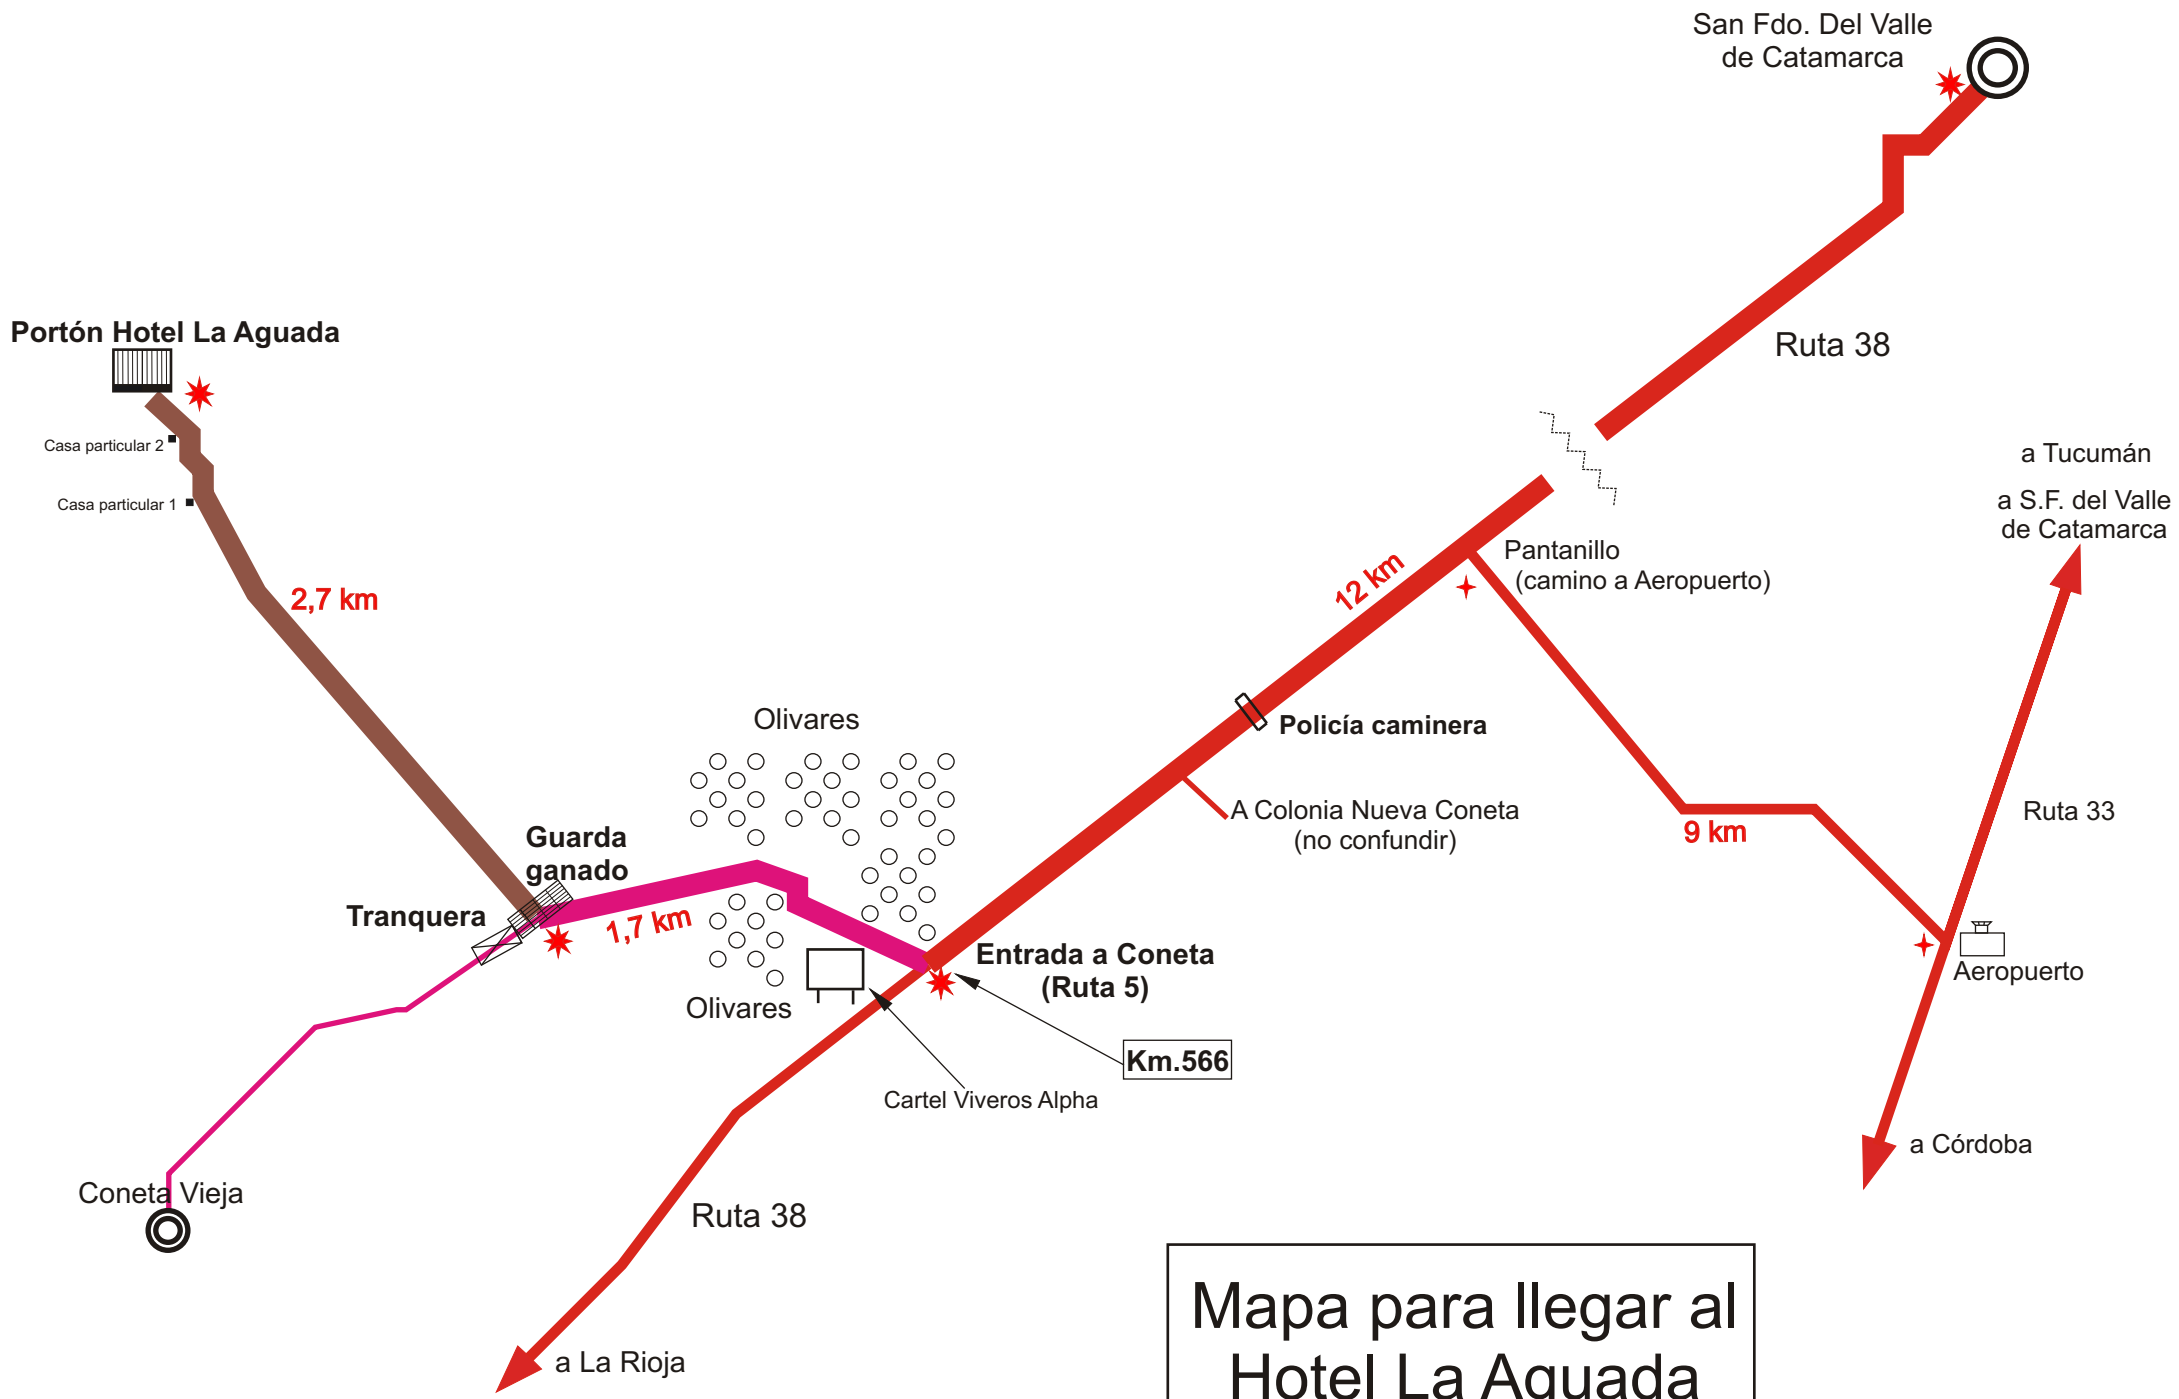 San Fdo. Del Valle
de Catamarca
Portón Hotel La Aguada
Ruta 38
Casa particular 2
a Tucumán
Casa particular 1
a S.F. del Valle
de Catamarca
Pantanillo
(camino a Aeropuerto)
12 km
2,7 km
Olivares
Policía caminera
A Colonia Nueva Coneta
(no confundir)
Ruta 33
9 km
Guarda
ganado
Tranquera
1,7 km
Entrada a Coneta
(Ruta 5)
Aeropuerto
Olivares
Km.566
Cartel Viveros Alpha
a Córdoba
Coneta Vieja
Ruta 38
a La Rioja
Mapa para llegar al
Hotel La Aguada